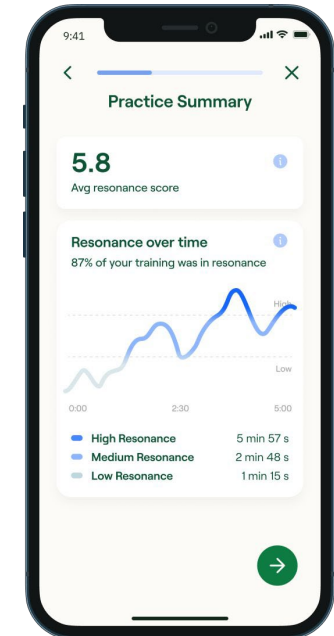 9:41
Practice Summary
5.8
Avg resonance score
Resonance over time
87% of your training was in resonance
High
Low
0:00 2:30 5:00
High Resonance 5 min 57 s
Medium Resonance 2 min 48 s
Low Resonance 1 min 15 s